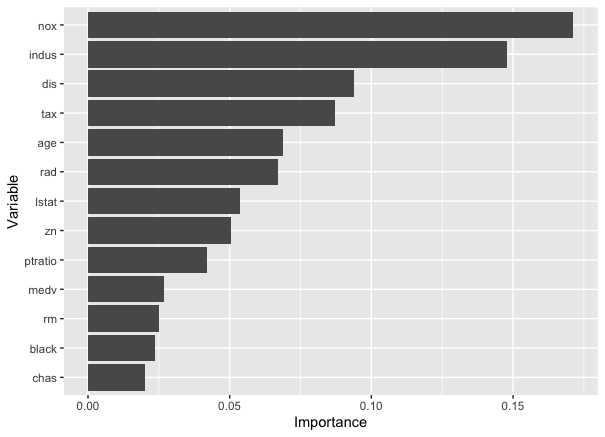 nox
indus
dis
tax
age
rad
lstat
zn
ptratio
medv
rm
black
chas
Variable
0.00 0.05 0.10 0.15
Importance